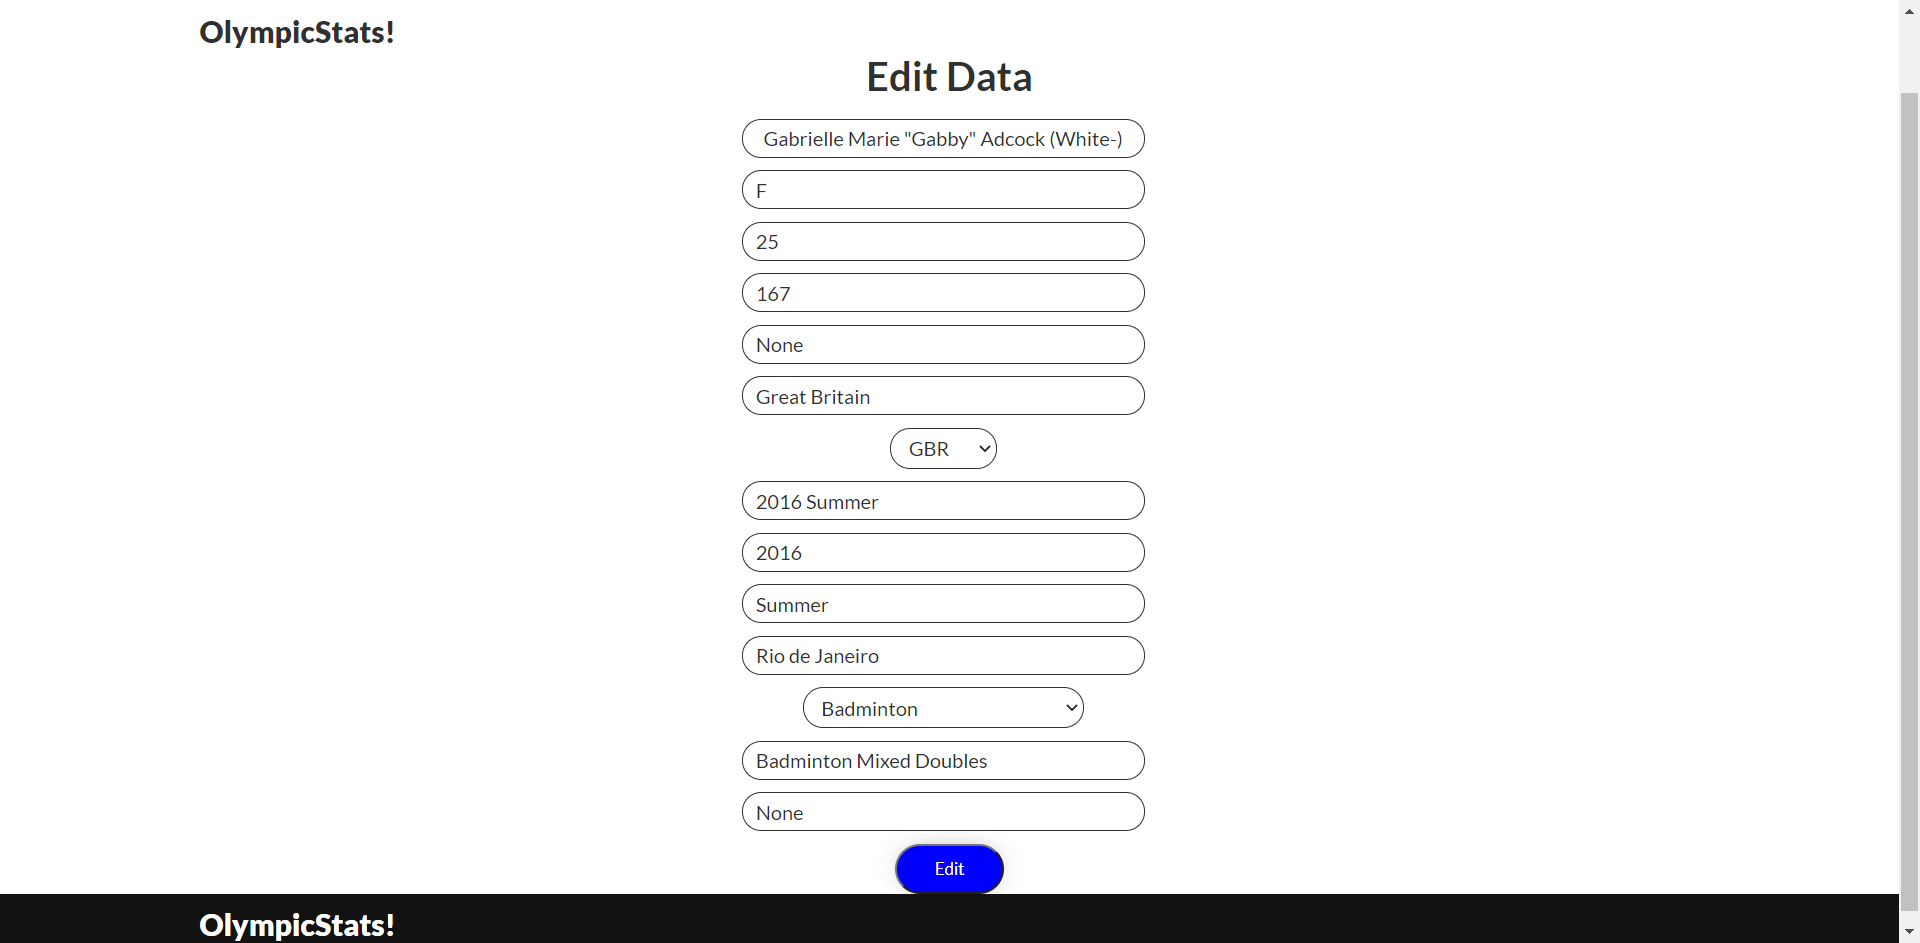 OlympicStats!
Edit Data
Gabrielle Marie "Gabby" Adcock (White-)
F
25
167
None
Great Britain
GBR
2016 Summer
2016
Summer
Rio de Janeiro
Badminton
Badminton Mixed Doubles
None
Edit
OlympicStats!